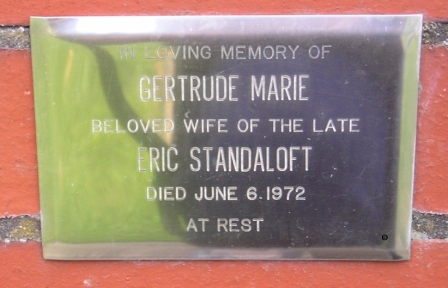 IN LOVING MEMORY OF
GERTRUDE MARIE
BELOVED WIFE OF THE LATE
ERIC STANDALOFT
DIED JUNE 6.1972
AT REST